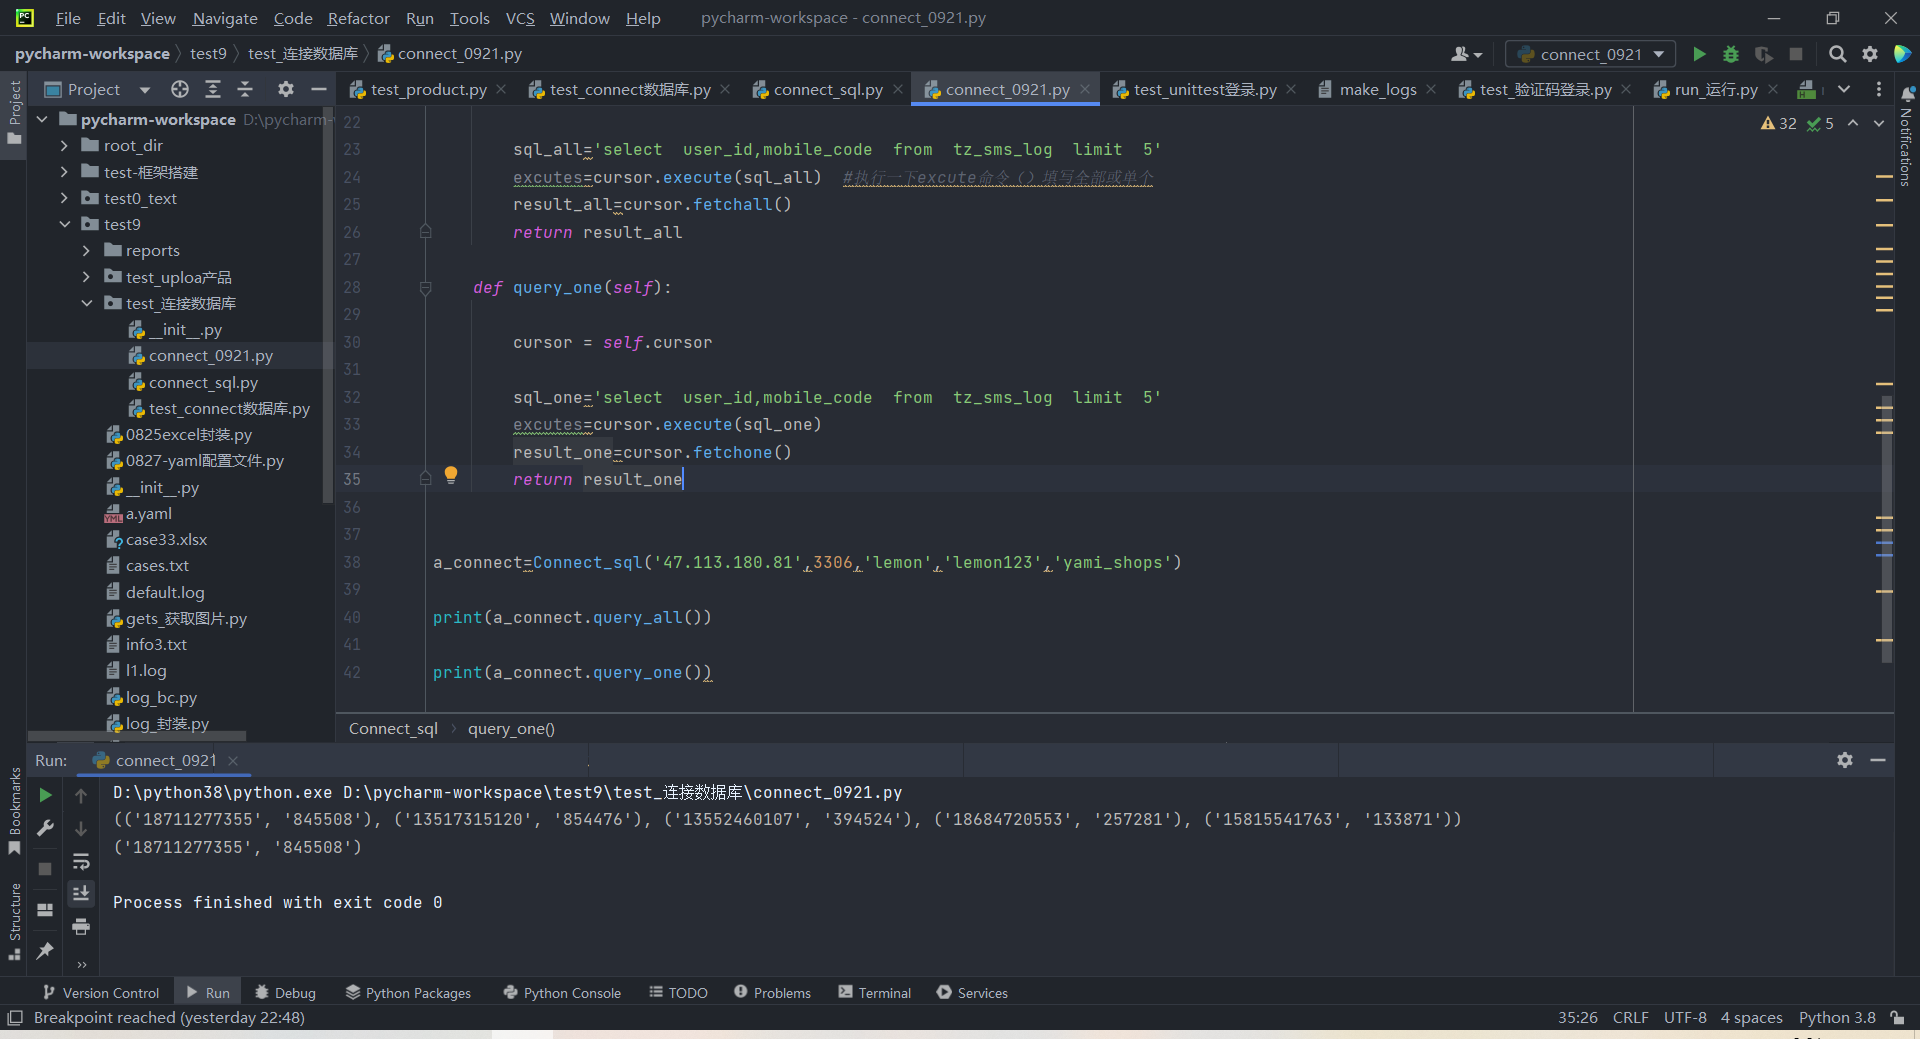 PC File Edit View Navigate Code Refactor Run Tools VCS Window Help pycharm-workspace - connect_0921.py
pycharm-workspace test9 test_连接数据库 connect_0921.py connect_0921
Project test_product.py test_connect数据库.py connect_sql.py connect_0921.py test_unittest登录.py make_logs test_验证码登录.py run_运行.py
Project
Notifications
pycharm-workspace D:\pycharm-
root_dir
test-框架搭建
test0_text
test9
reports
test_uploa产品
test_连接数据库
__init__.py
connect_0921.py
connect_sql.py
test_connect数据库.py
0825excel封装.py
0827-yaml配置文件.py
__init__.py
a.yaml
case33.xlsx
cases.txt
default.log
gets_获取图片.py
info3.txt
l1.log
log_bc.py
log_封装.py
32 5
22
23 sql_all='select  user_id,mobile_code  from  tz_sms_log  limit  5'
24 excutes=cursor.execute(sql_all)  #执行一下excute命令（）填写全部或单个
25 result_all=cursor.fetchall()
26 return result_all
27
28 def query_one(self):
29
30 cursor = self.cursor
31
32 sql_one='select  user_id,mobile_code  from  tz_sms_log  limit  5'
33 excutes=cursor.execute(sql_one)
34 result_one=cursor.fetchone()
35 return result_one
36
37
38 a_connect=Connect_sql('47.113.180.81',3306,'lemon','lemon123','yami_shops')
39
40 print(a_connect.query_all())
41
42 print(a_connect.query_one())
Connect_sql query_one()
Run: connect_0921
Bookmarks
Structure
D:\python38\python.exe D:\pycharm-workspace\test9\test_连接数据库\connect_0921.py
(('18711277355', '845508'), ('13517315120', '854476'), ('13552460107', '394524'), ('18684720553', '257281'), ('15815541763', '133871'))
('18711277355', '845508')
Process finished with exit code 0
Version Control Run Debug Python Packages Python Console TODO Problems Terminal Services
Breakpoint reached (yesterday 22:48) 35:26 CRLF UTF-8 4 spaces Python 3.8